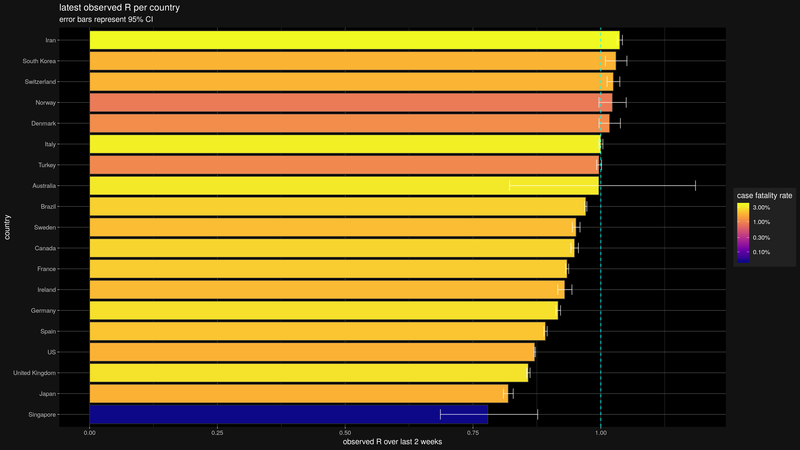 latest observed R per country
error bars represent 95% CI
Iran
South Korea
Switzerland
Norway
Denmark
Italy
Turkey
Australia
Brazil
Sweden
Canada
France
Ireland
Germany
Spain
US
United Kingdom
Japan
Singapore
country
0.00
0.25
0.50
0.75
1.00
observed R over last 2 weeks
case fatality rate
3.00%
1.00%
0.30%
0.10%